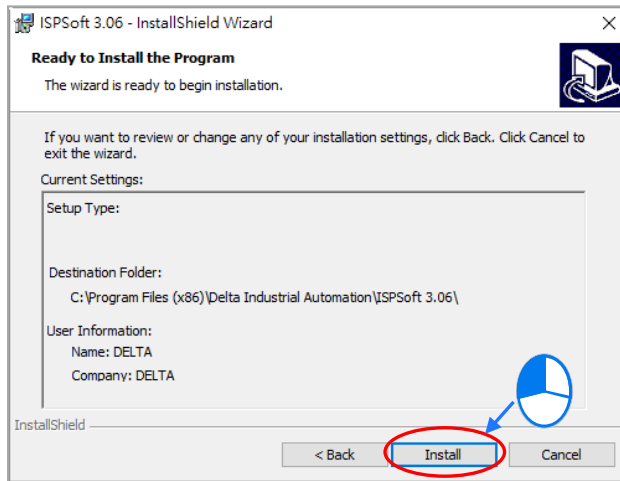 ISPSoft 3.06 - InstallShield Wizard
Ready to Install the Program
The wizard is ready to begin installation.
If you want to review or change any of your installation settings, click Back. Click Cancel to
exit the wizard.
Current Settings:
Setup Type:
Destination Folder:
C:\Program Files (x86)\Delta Industrial Automation\ISPSoft 3.06\
User Information:
Name: DELTA
Company: DELTA
InstallShield
< Back Install Cancel